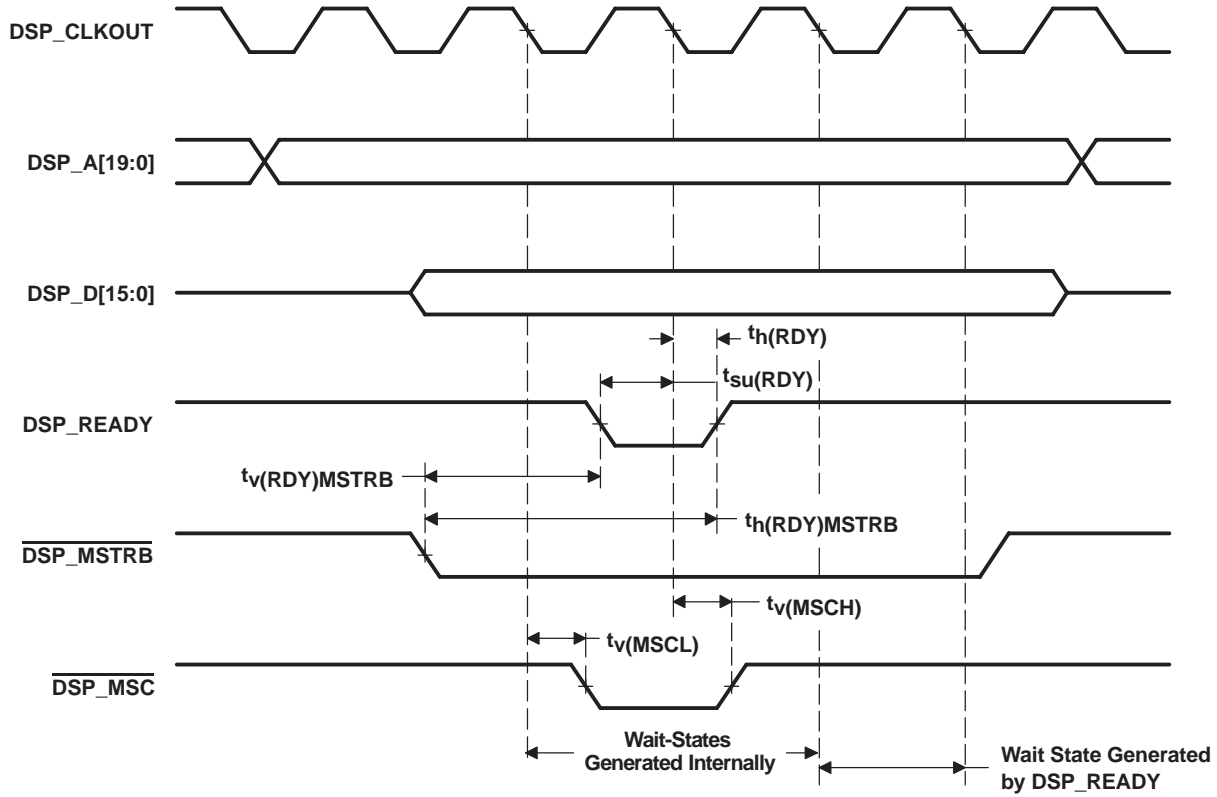 DSP_CLKOUT
DSP_A[19:0]
DSP_D[15:0]
th(RDY)
tsu(RDY)
DSP_READY
tv(RDY)MSTRB
th(RDY)MSTRB
DSP_MSTRB
tv(MSCH)
tv(MSCL)
DSP_MSC
Wait-States
Generated Internally
Wait State Generated
by DSP_READY